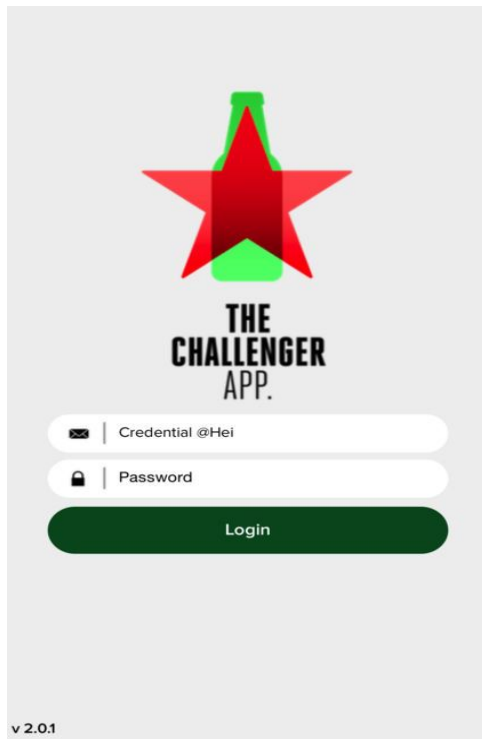 THE
CHALLENGER
APP.
Credential @Hei
Password
Login
v 2.0.1